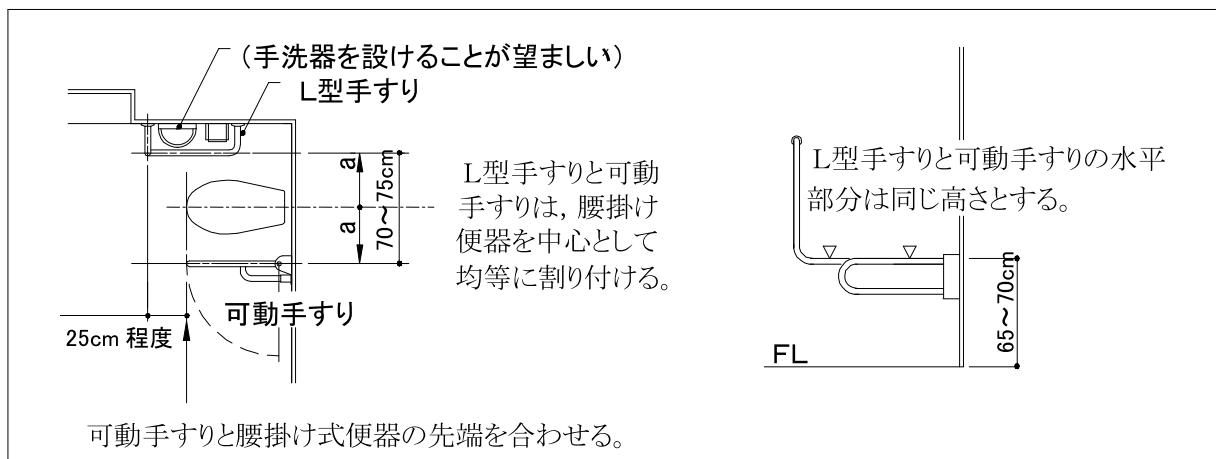 （手洗器を設けることが望ましい）
L型手すり
a
a
70～75cm
L型手すりと可動
手すりは，腰掛け
便器を中心として
均等に割り付ける。
可動手すり
25cm 程度
可動手すりと腰掛け式便器の先端を合わせる。
L型手すりと可動手すりの水平
部分は同じ高さとする。
65～70cm
FL